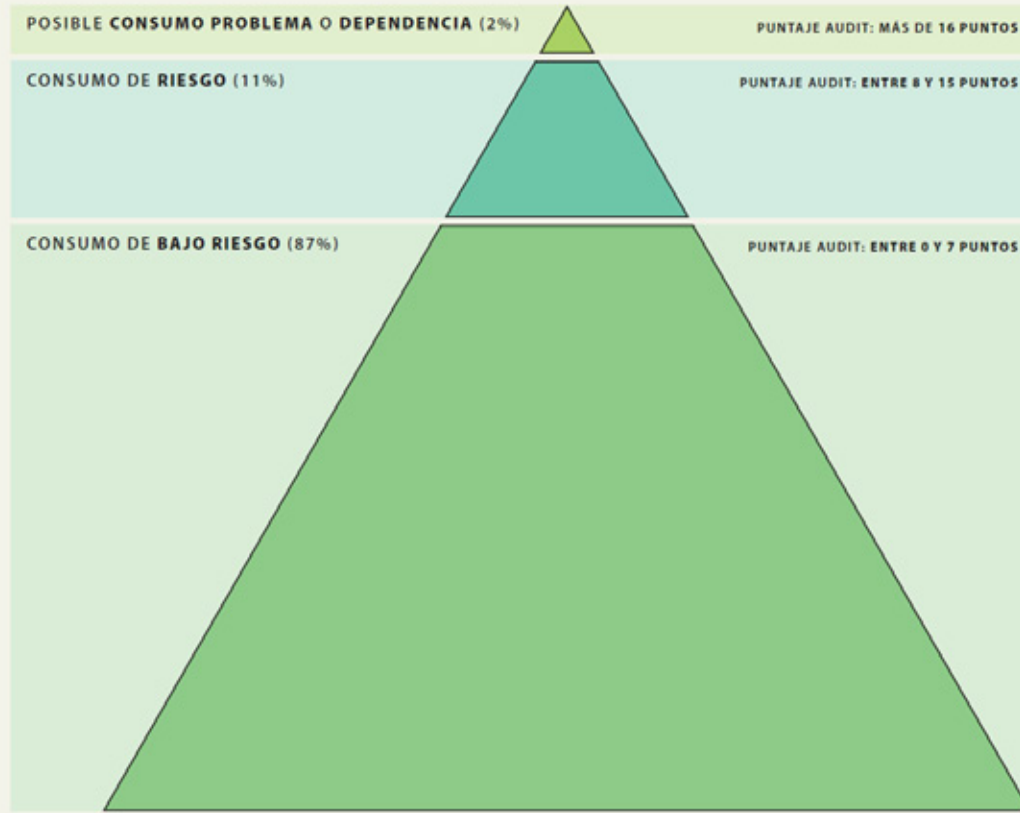 POSIBLE CONSUMO PROBLEMA O DEPENDENCIA (2%)
PUNTAJE AUDIT: MÁS DE 16 PUNTOS
CONSUMO DE RIESGO (11%)
PUNTAJE AUDIT: ENTRE 8 Y 15 PUNTOS
CONSUMO DE BAJO RIESGO (87%)
PUNTAJE AUDIT: ENTRE 0 Y 7 PUNTOS